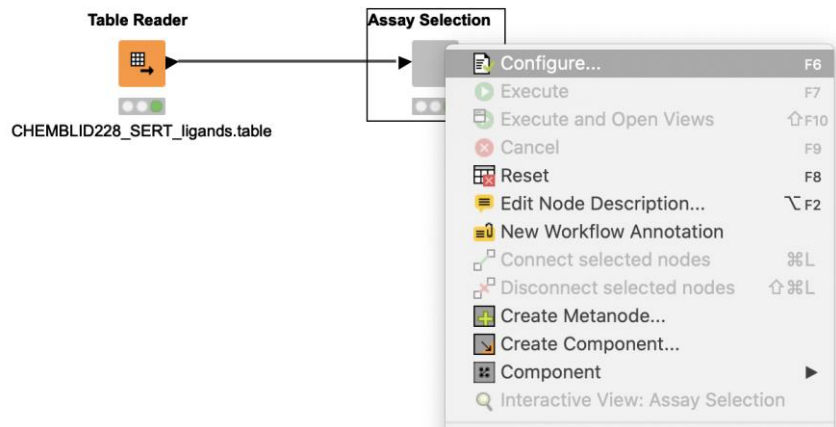 Table Reader
Assay Selection
CHEMBLID228_SERT_ligands.table
Configure... F6
Execute F7
Execute and Open Views ⇧F10
Cancel F9
Reset F8
Edit Node Description... ⌥F2
New Workflow Annotation
Connect selected nodes ⌘L
Disconnect selected nodes ⇧⌘L
Create Metanode...
Create Component...
Component ▶
Interactive View: Assay Selection